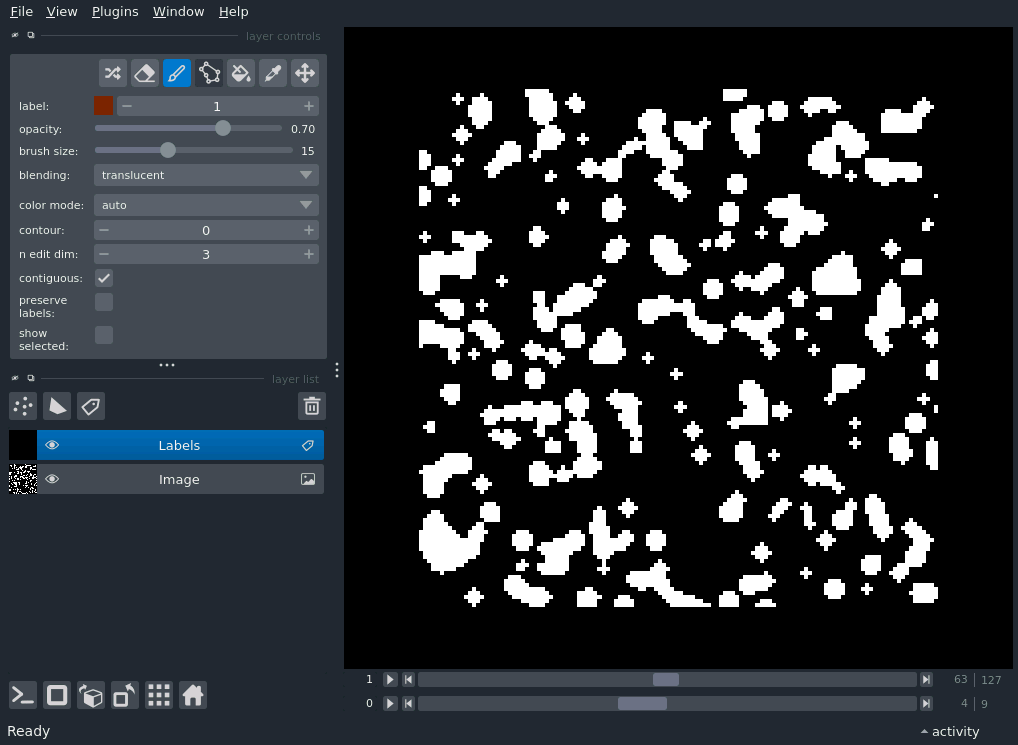 File View Plugins Window Help
layer controls
label: 1
opacity: 0.70
brush size: 15
blending: translucent
color mode: auto
contour: 0
n edit dim: 3
contiguous:
preserve
labels:
show
selected:
layer list
Labels
Image
1 63 127
0 4 9
Ready activity